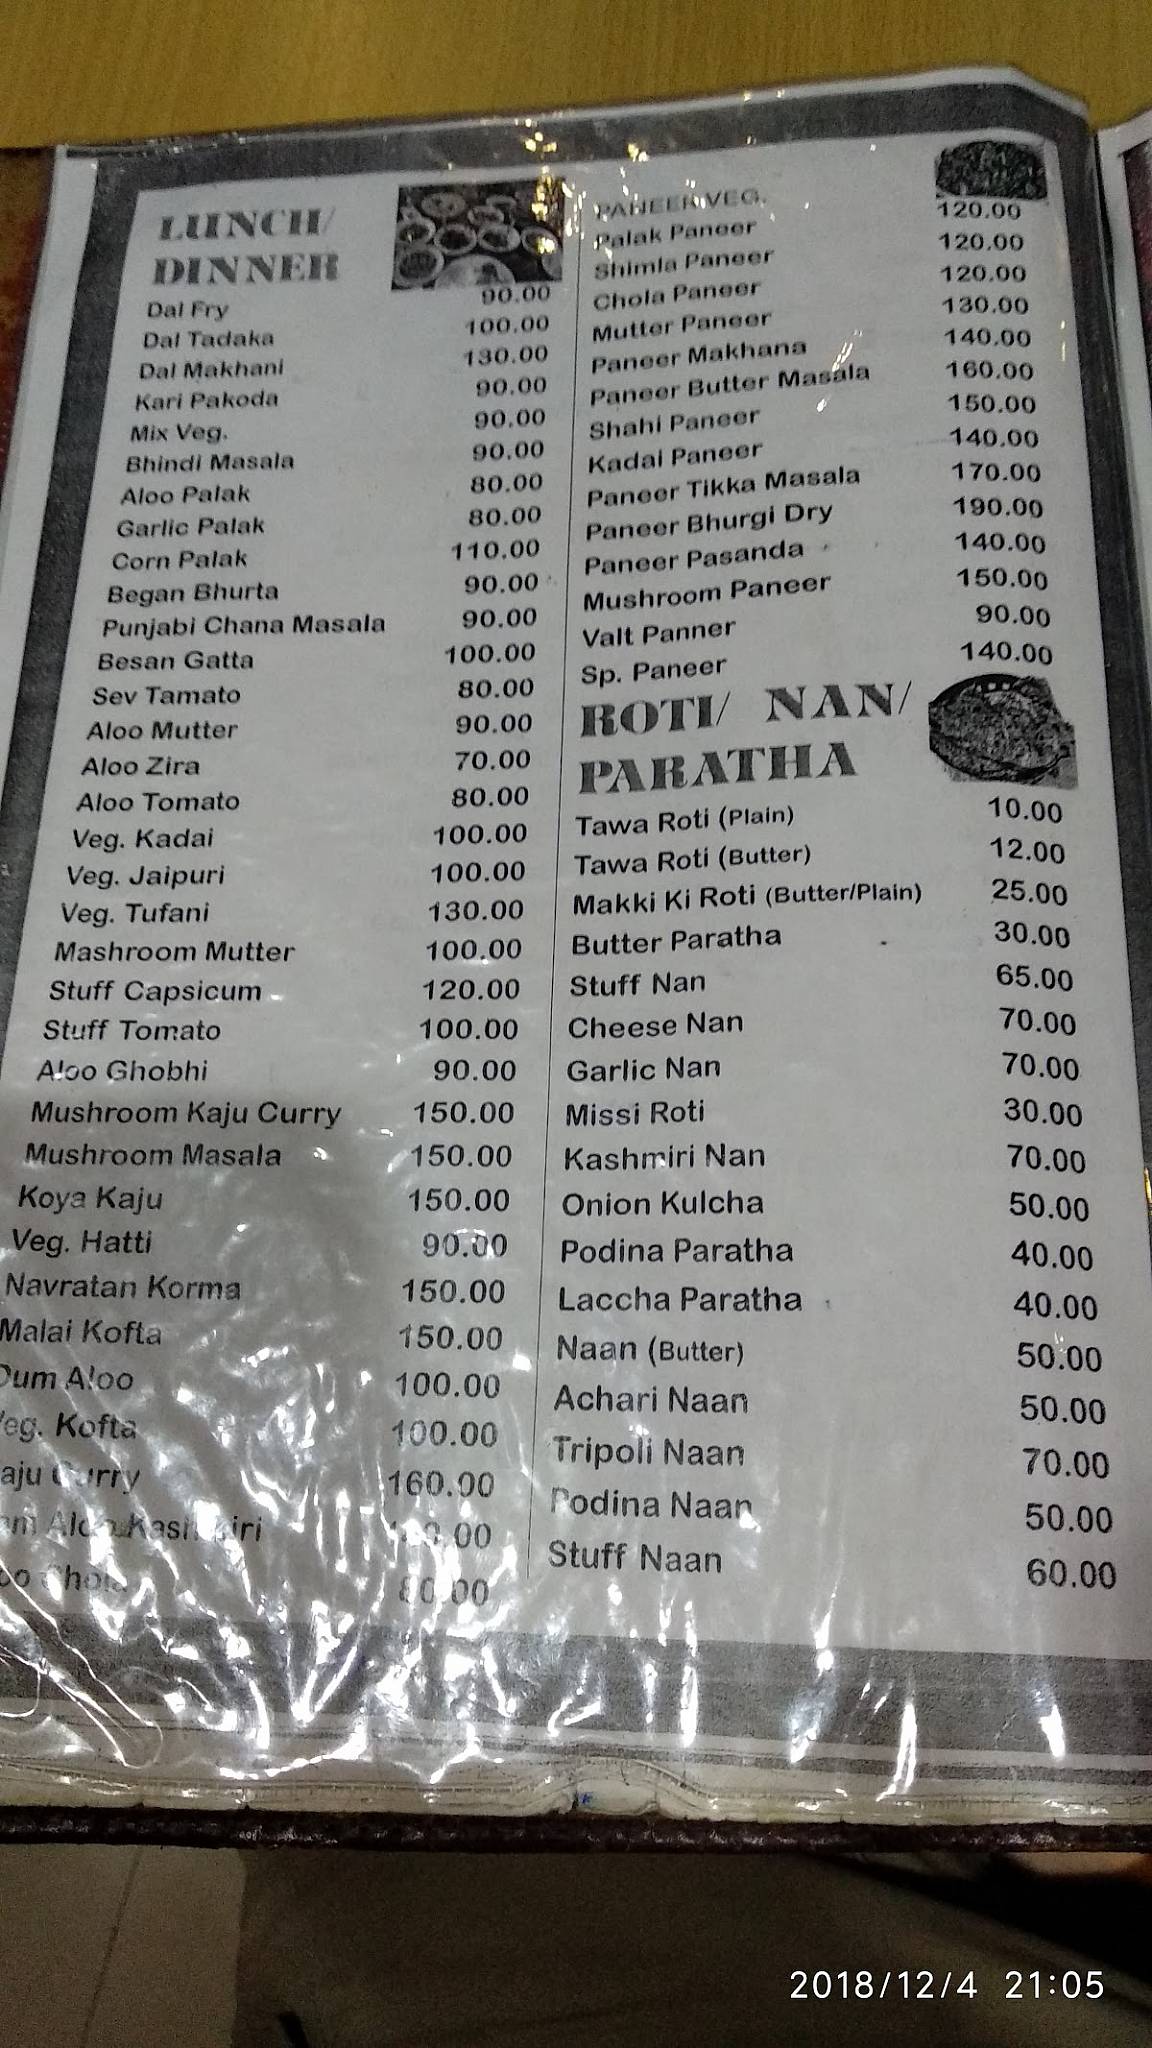 LUNCH/
DINNER
Dal Fry 90.00
Dal Tadaka 100.00
Dal Makhani 130.00
Kari Pakoda 90.00
Mix Veg. 90.00
Bhindi Masala 90.00
Aloo Palak 80.00
Garlic Palak 80.00
Corn Palak 110.00
Began Bhurta 90.00
Punjabi Chana Masala 90.00
Besan Gatta 100.00
Sev Tamato 80.00
Aloo Mutter 90.00
Aloo Zira 70.00
Aloo Tomato 80.00
Veg. Kadai 100.00
Veg. Jaipuri 100.00
Veg. Tufani 130.00
Mashroom Mutter 100.00
Stuff Capsicum 120.00
Stuff Tomato 100.00
Aloo Ghobhi 90.00
Mushroom Kaju Curry 150.00
Mushroom Masala 150.00
Koya Kaju 150.00
Veg. Hatti 90.00
Navratan Korma 150.00
Malai Kofta 150.00
Dum Aloo 100.00
Veg. Kofta 100.00
Curry 160.00
Aloo Kashmiri
Chola 80.00
PANEER VEG.
Palak Paneer 120.00
Shimla Paneer 120.00
Chola Paneer 120.00
Mutter Paneer 130.00
Paneer Makhana 140.00
Paneer Butter Masala 160.00
Shahi Paneer 150.00
Kadai Paneer 140.00
Paneer Tikka Masala 170.00
Paneer Bhurgi Dry 190.00
Paneer Pasanda 140.00
Mushroom Paneer 150.00
Valt Panner 90.00
Sp. Paneer 140.00
ROTI/ NAN/
PARATHA
Tawa Roti (Plain) 10.00
Tawa Roti (Butter) 12.00
Makki Ki Roti (Butter/Plain) 25.00
Butter Paratha 30.00
Stuff Nan 65.00
Cheese Nan 70.00
Garlic Nan 70.00
Missi Roti 30.00
Kashmiri Nan 70.00
Onion Kulcha 50.00
Podina Paratha 40.00
Laccha Paratha 40.00
Naan (Butter) 50.00
Achari Naan 50.00
Tripoli Naan 70.00
Podina Naan 50.00
Stuff Naan 60.00
2018/12/4 21:05